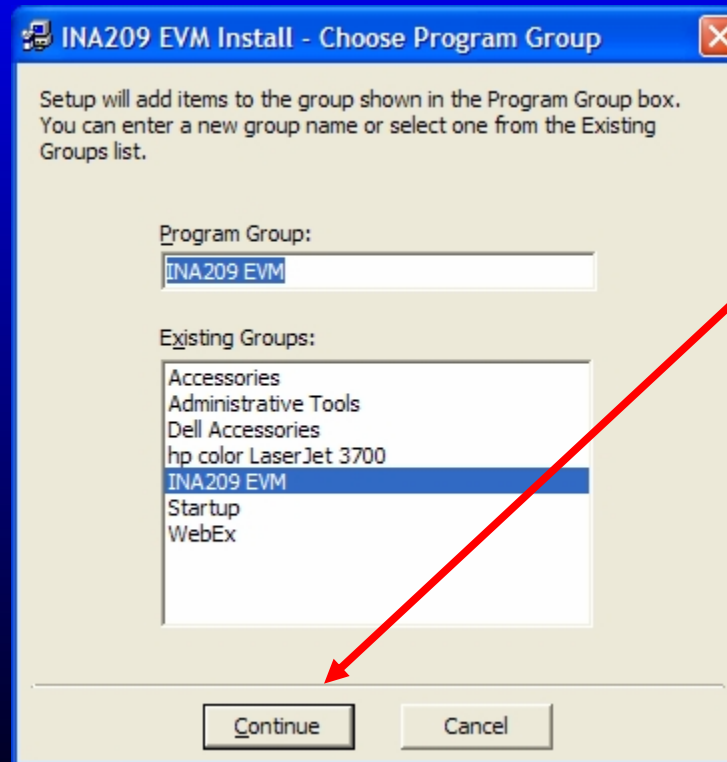 INA209 EVM Install - Choose Program Group
Setup will add items to the group shown in the Program Group box.
You can enter a new group name or select one from the Existing
Groups list.
Program Group:
INA209 EVM
Existing Groups:
Accessories
Administrative Tools
Dell Accessories
hp color LaserJet 3700
INA209 EVM
Startup
WebEx
Continue
Cancel